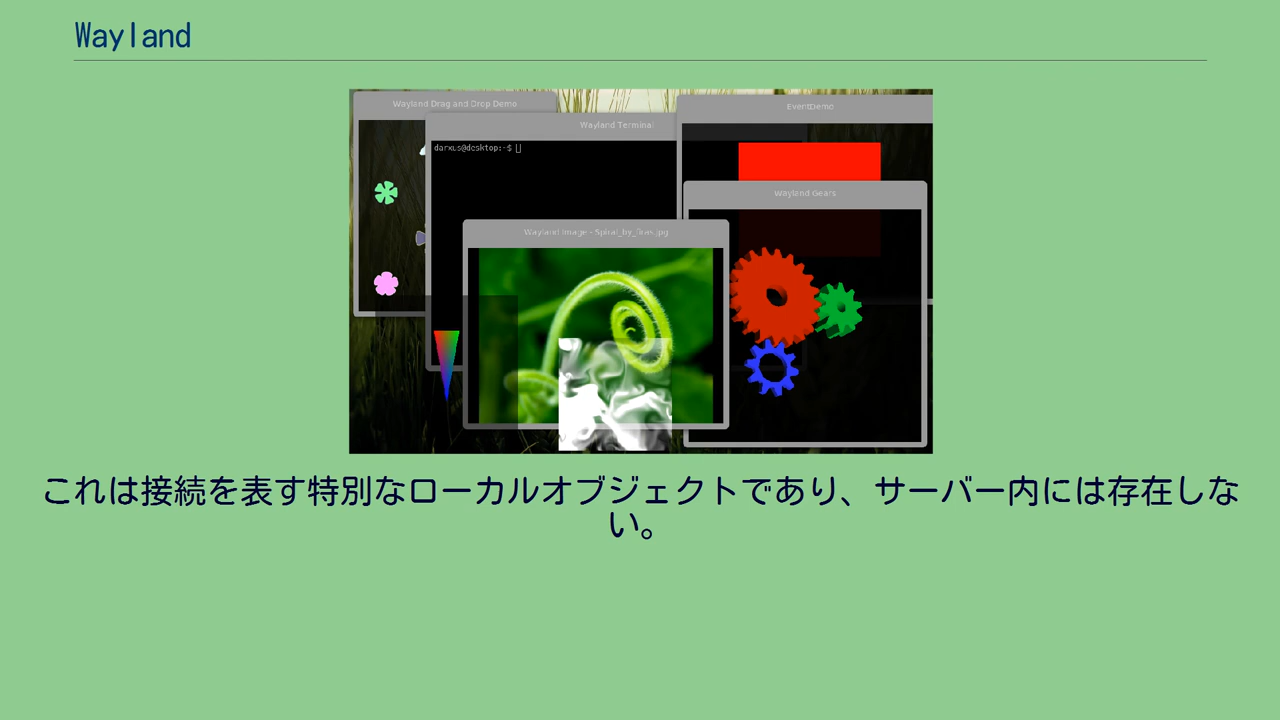 Wayland
Wayland Drag and Drop Demo
EventDemo
Wayland Terminal
darxus@desktop:~$
Wayland Gears
Wayland Image - Spiral_by_firas.jpg
これは接続を表す特別なローカルオブジェクトであり、サーバー内には存在しな
い。